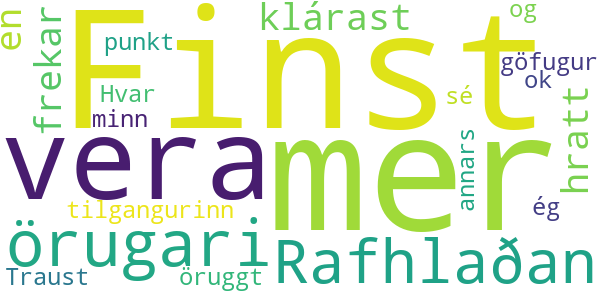 en
frekar
punkt
Hvar
minn
Finst
klárast
og
göfugur
ok
sé
hratt
vera
mer
annars
ég
tilgangurinn
örugari
Rafhlaðan
Traust
öruggt